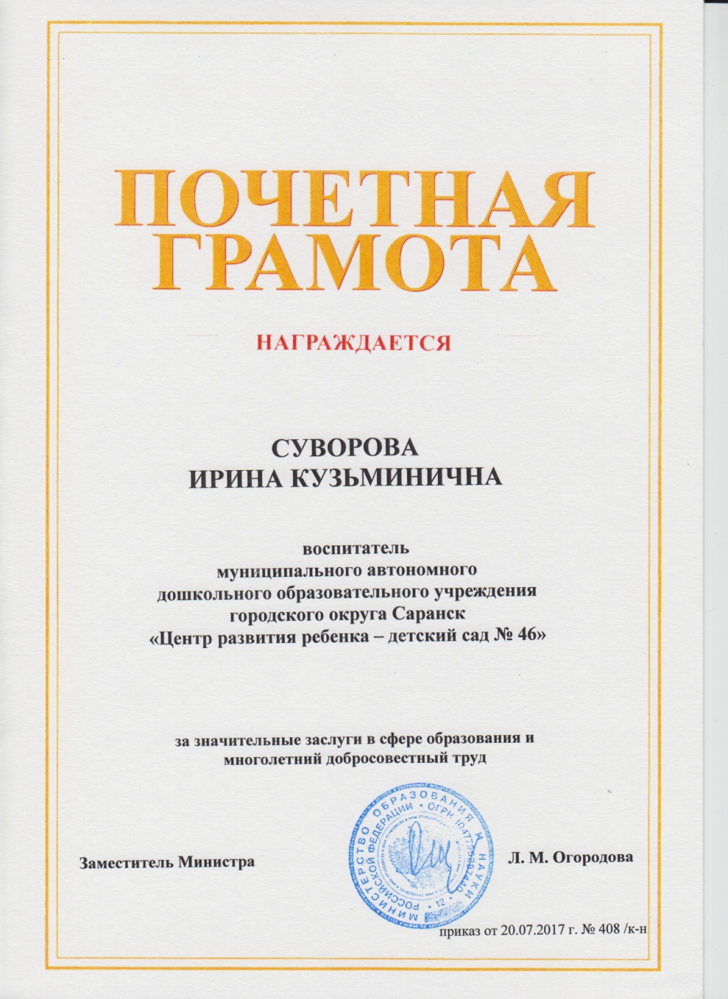 ПОЧЕТНАЯ
ГРАМОТА
НАГРАЖДАЕТСЯ
СУВОРОВА
ИРИНА КУЗЬМИНИЧНА
воспитатель
муниципального автономного
дошкольного образовательного учреждения
городского округа Саранск
«Центр развития ребенка – детский сад № 46»
за значительные заслуги в сфере образования и
многолетний добросовестный труд
МИНИСТЕРСТВО ОБРАЗОВАНИЯ И НАУКИ
РОССИЙСКОЙ ФЕДЕРАЦИИ • ОГРН
• 12 •
Заместитель Министра
Л. М. Огородова
приказ от 20.07.2017 г. № 408 /к-н